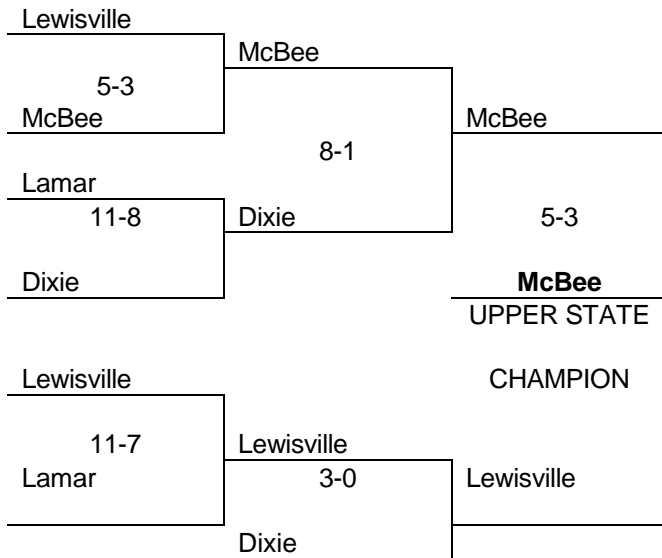 Lewisville
McBee
5-3
McBee
McBee
8-1
Lamar
11-8
Dixie
5-3
Dixie
McBee
UPPER STATE
Lewisville
CHAMPION
11-7
Lewisville
Lamar
3-0
Lewisville
Dixie